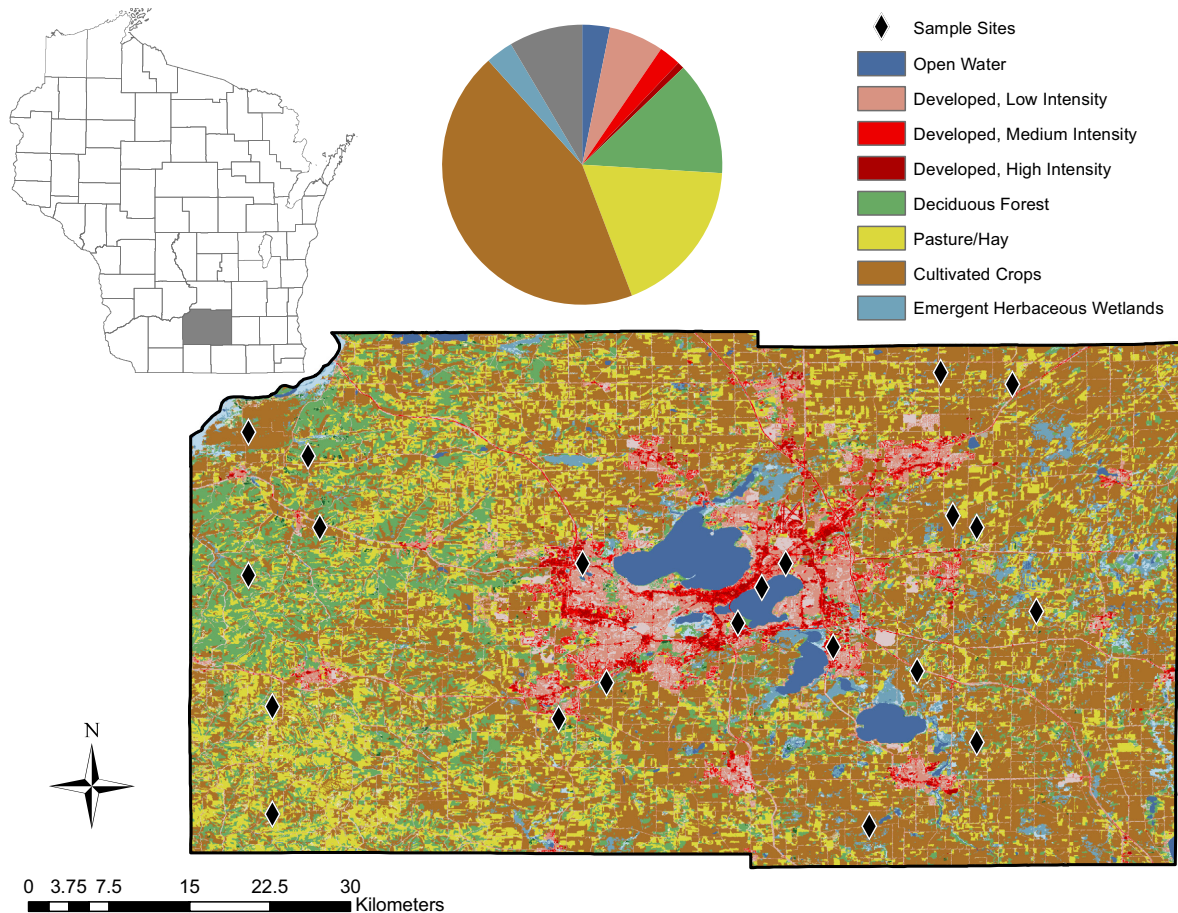 Sample Sites
Open Water
Developed, Low Intensity
Developed, Medium Intensity
Developed, High Intensity
Deciduous Forest
Pasture/Hay
Cultivated Crops
Emergent Herbaceous Wetlands
N
0 3.75 7.5 15 22.5 30
Kilometers